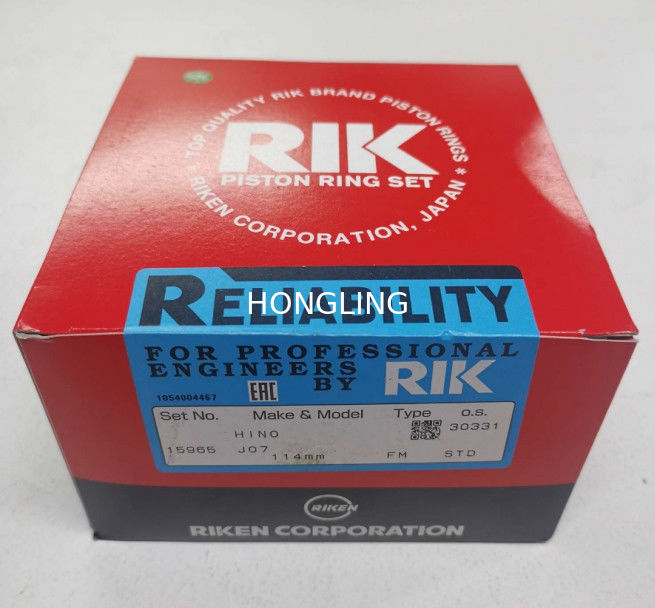 TOP QUALITY RIK BRAND PISTON RINGS
RIK
PISTON RING SET
RIKEN CORPORATION, JAPAN
RELIABILITY
HONGLING
FOR PROFESSIONAL
ENGINEERS
BY RIK
1054004467
EAC
Set No. Make & Model Type O.S.
HINO 30331
15965 J07 114mm FM STD
RIKEN
RIKEN CORPORATION